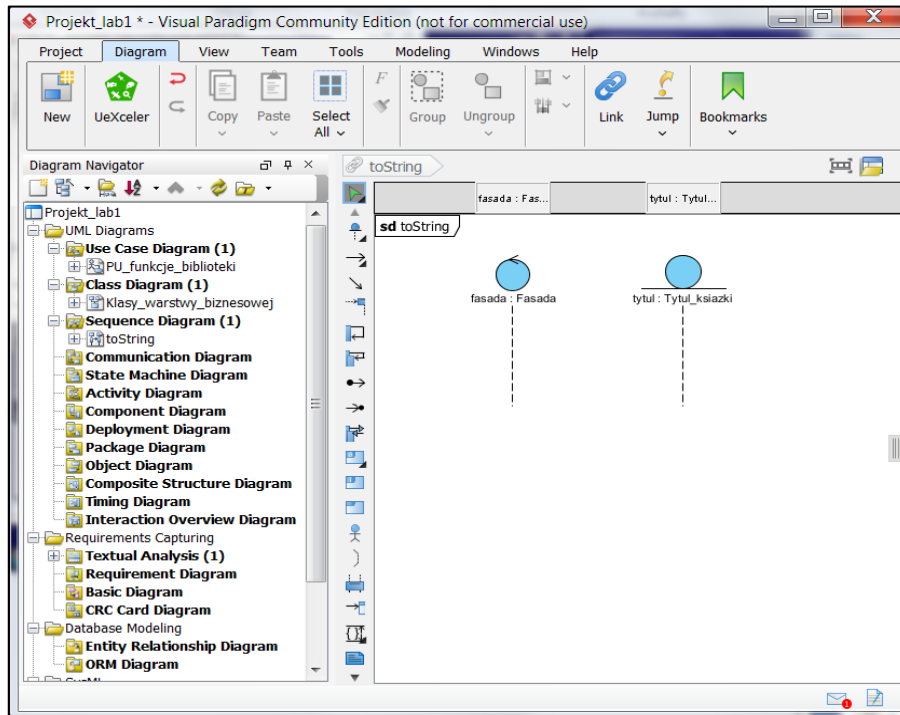 Projekt_lab1 * - Visual Paradigm Community Edition (not for commercial use)
Project Diagram View Team Tools Modeling Windows Help
New UeXceler Copy Paste Select All Group Ungroup Link Jump Bookmarks
Diagram Navigator
toString
fasada : Fas... tytul : Tytul...
sd toString
fasada : Fasada tytul : Tytul_ksiazki
Projekt_lab1
UML Diagrams
Use Case Diagram (1)
PU_funkcje_biblioteki
Class Diagram (1)
Klasy_warstwy_biznesowej
Sequence Diagram (1)
toString
Communication Diagram
State Machine Diagram
Activity Diagram
Component Diagram
Deployment Diagram
Package Diagram
Object Diagram
Composite Structure Diagram
Timing Diagram
Interaction Overview Diagram
Requirements Capturing
Textual Analysis (1)
Requirement Diagram
Basic Diagram
CRC Card Diagram
Database Modeling
Entity Relationship Diagram
ORM Diagram